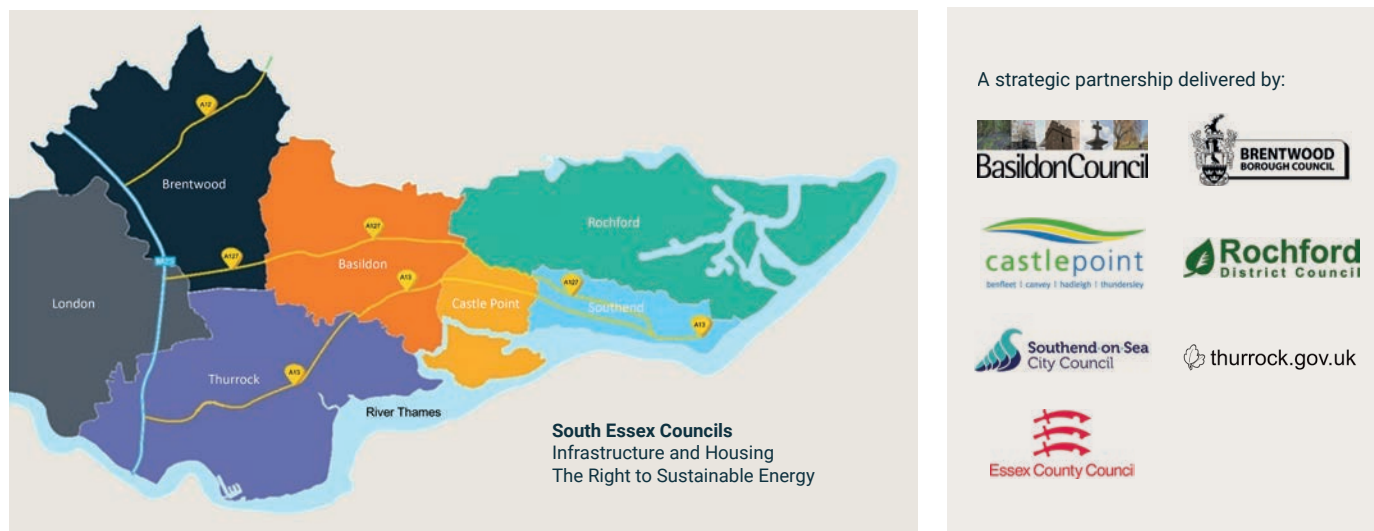 A12
Brentwood
M25
A127
A127
Basildon
A13
Rochford
London
Castle Point
A127
Southend
A13
Thurrock
A13
River Thames
South Essex Councils
Infrastructure and Housing
The Right to Sustainable Energy
A strategic partnership delivered by:
BasildonCouncil
BRENTWOOD
BOROUGH COUNCIL
castlepoint
benfleet | canvey | hadleigh | thundersley
Rochford
District Council
Southend-on-Sea
City Council
thurrock.gov.uk
Essex County Council